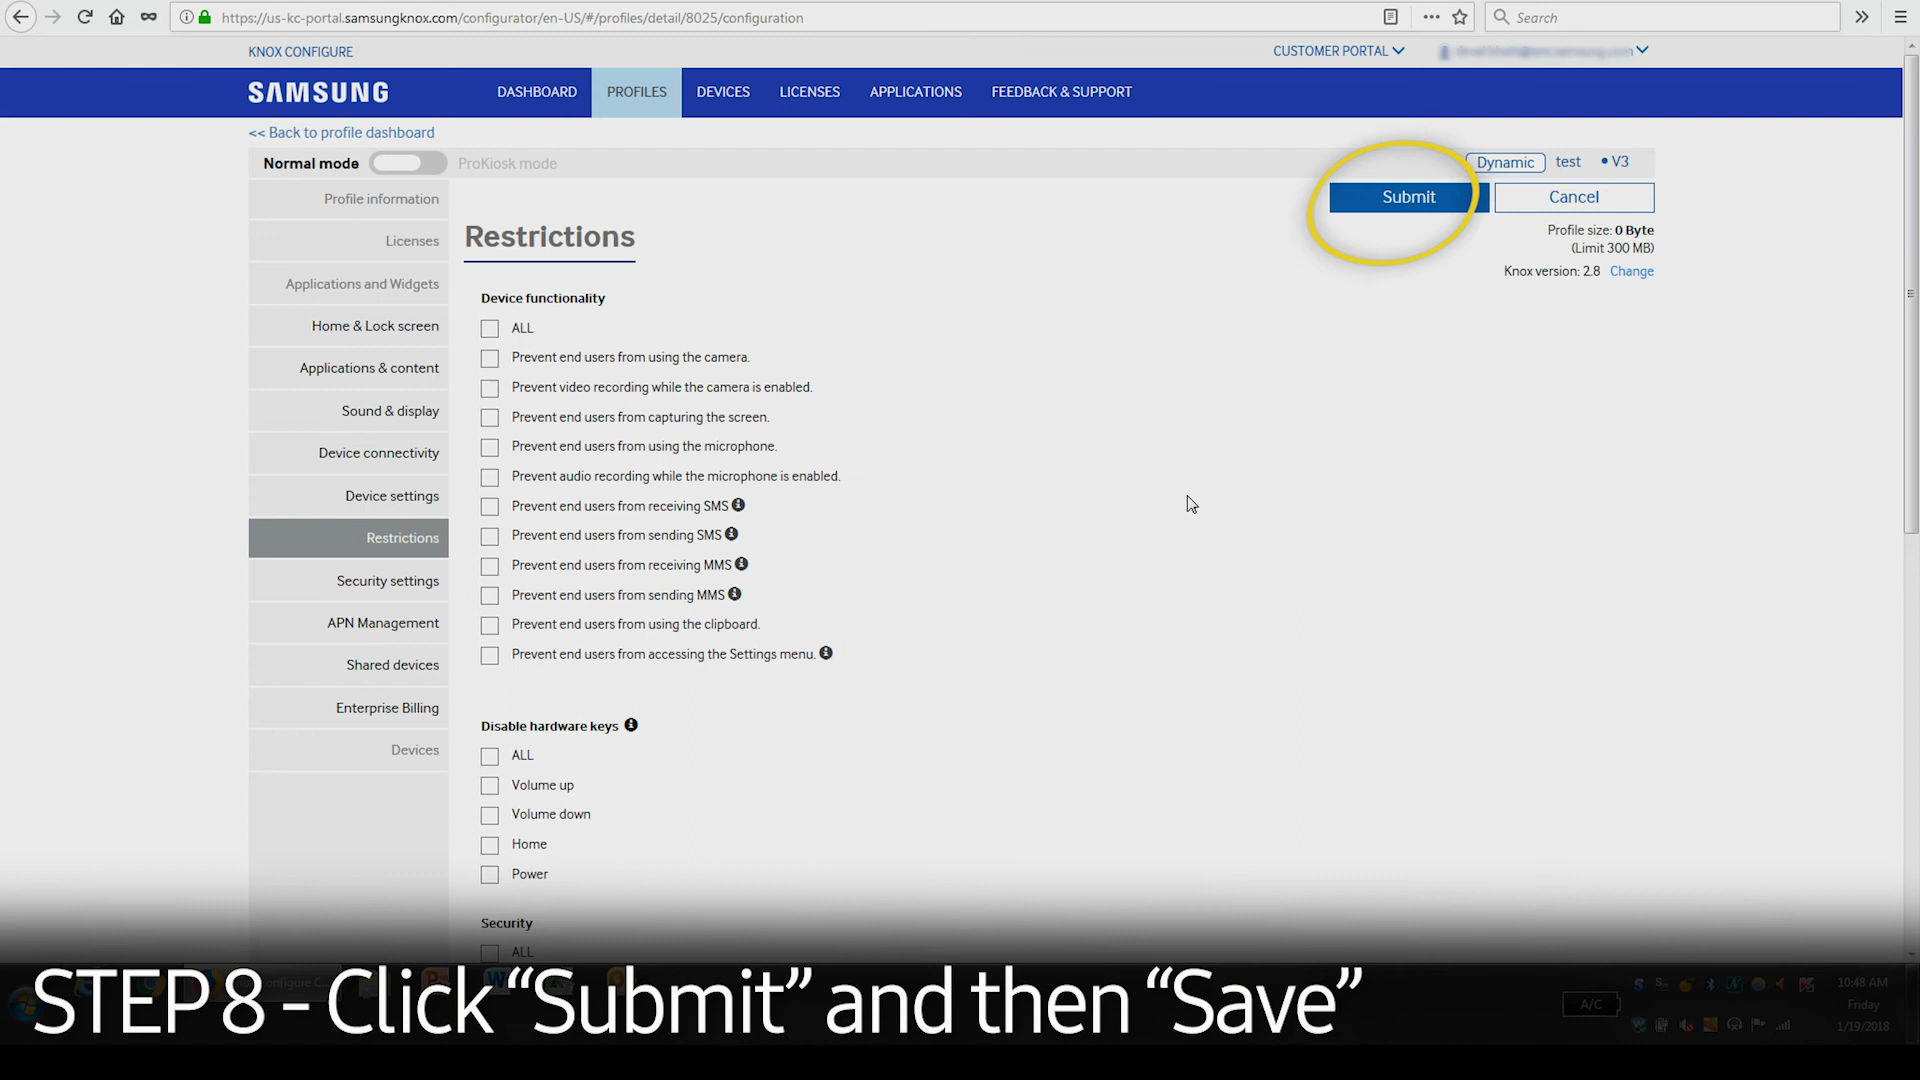 https://us-kc-portal.samsungknox.com/configurator/en-US/#/profiles/detail/8025/configuration
Search
KNOX CONFIGURE
CUSTOMER PORTAL
SAMSUNG
DASHBOARD
PROFILES
DEVICES
LICENSES
APPLICATIONS
FEEDBACK & SUPPORT
<< Back to profile dashboard
Normal mode
ProKiosk mode
Dynamic
test
• V3
Submit
Cancel
Profile size: 0 Byte
(Limit 300 MB)
Knox version: 2.8 Change
Profile information
Licenses
Applications and Widgets
Home & Lock screen
Applications & content
Sound & display
Device connectivity
Device settings
Restrictions
Security settings
APN Management
Shared devices
Enterprise Billing
Devices
Restrictions
Device functionality
ALL
Prevent end users from using the camera.
Prevent video recording while the camera is enabled.
Prevent end users from capturing the screen.
Prevent end users from using the microphone.
Prevent audio recording while the microphone is enabled.
Prevent end users from receiving SMS
Prevent end users from sending SMS
Prevent end users from receiving MMS
Prevent end users from sending MMS
Prevent end users from using the clipboard.
Prevent end users from accessing the Settings menu.
Disable hardware keys
ALL
Volume up
Volume down
Home
Power
Security
ALL
STEP 8 – Click “Submit” and then “Save”
A/C
10:48 AM
Friday
1/19/2018